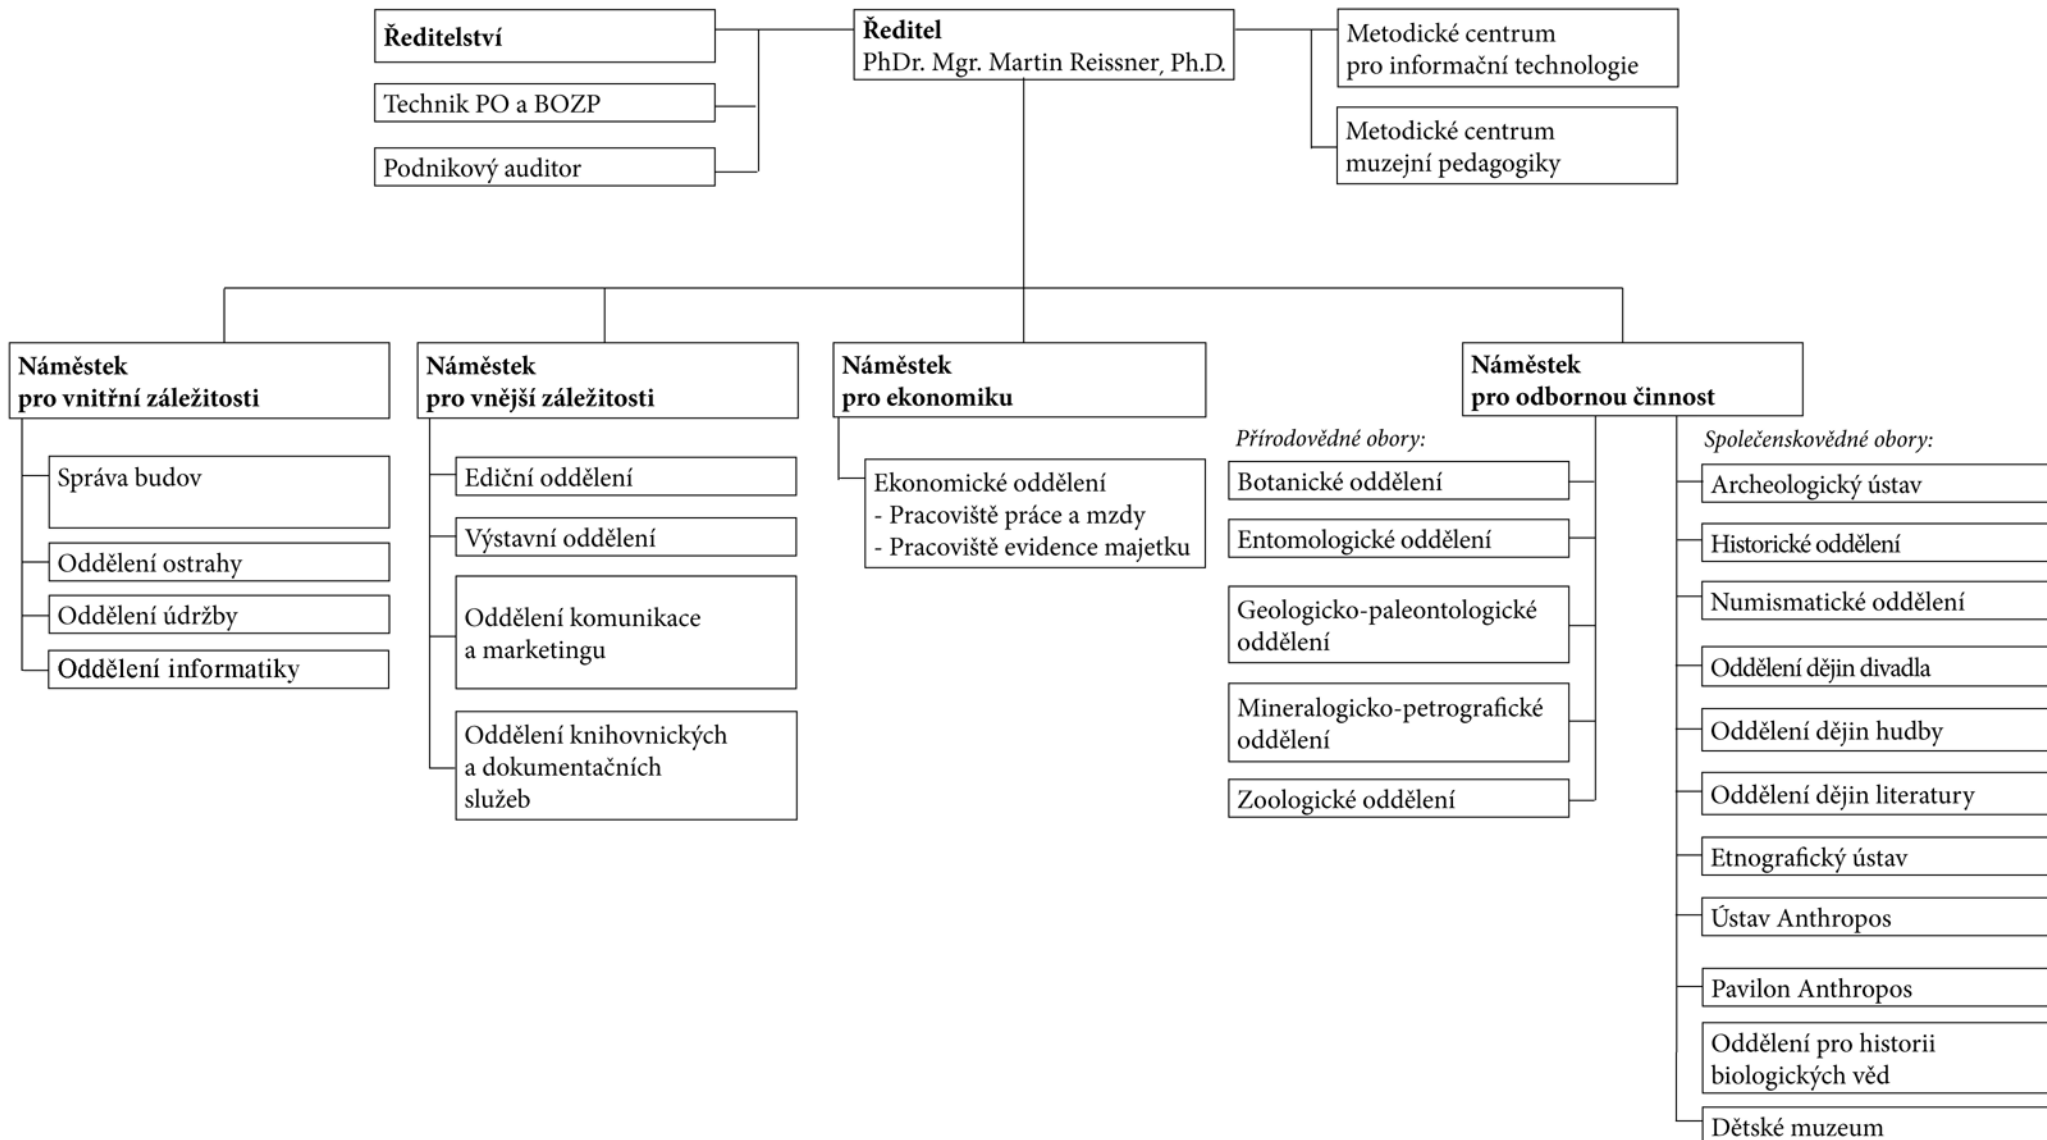 Ředitelství
Technik PO a BOZP
Podnikový auditor
Ředitel
PhDr. Mgr. Martin Reissner, Ph.D.
Metodické centrum
pro informační technologie
Metodické centrum
muzejní pedagogiky
Náměstek
pro vnitřní záležitosti
Správa budov
Oddělení ostrahy
Oddělení údržby
Oddělení informatiky
Náměstek
pro vnější záležitosti
Ediční oddělení
Výstavní oddělení
Oddělení komunikace
a marketingu
Oddělení knihovnických
a dokumentačních
služeb
Náměstek
pro ekonomiku
Ekonomické oddělení
- Pracoviště práce a mzdy
- Pracoviště evidence majetku
Náměstek
pro odbornou činnost
Přírodovědné obory:
Botanické oddělení
Entomologické oddělení
Geologicko-paleontologické
oddělení
Mineralogicko-petrografické
oddělení
Zoologické oddělení
Společenskovědné obory:
Archeologický ústav
Historické oddělení
Numismatické oddělení
Oddělení dějin divadla
Oddělení dějin hudby
Oddělení dějin literatury
Etnografický ústav
Ústav Anthropos
Pavilon Anthropos
Oddělení pro historii
biologických věd
Dětské muzeum